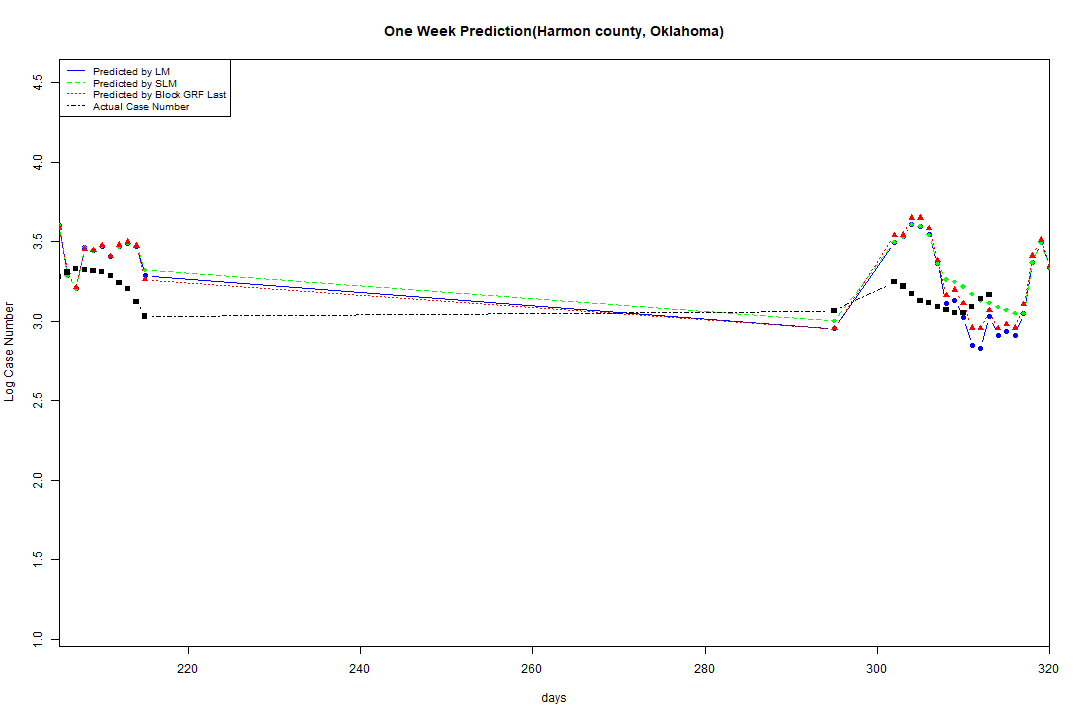 One Week Prediction(Harmon county, Oklahoma)
Predicted by LM
Predicted by SLM
Predicted by Block GRF Last
Actual Case Number
4.5
4.0
3.5
3.0
2.5
2.0
1.5
1.0
Log Case Number
220
240
260
280
300
320
days